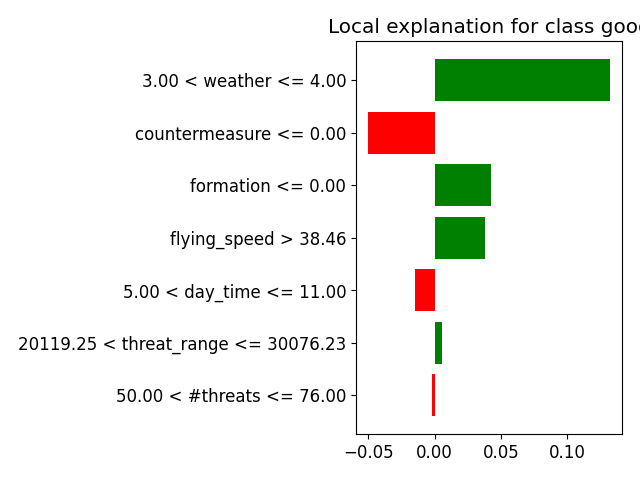 Local explanation for class goo
3.00 < weather <= 4.00
countermeasure <= 0.00
formation <= 0.00
flying_speed > 38.46
5.00 < day_time <= 11.00
20119.25 < threat_range <= 30076.23
50.00 < #threats <= 76.00
−0.05 0.00 0.05 0.10